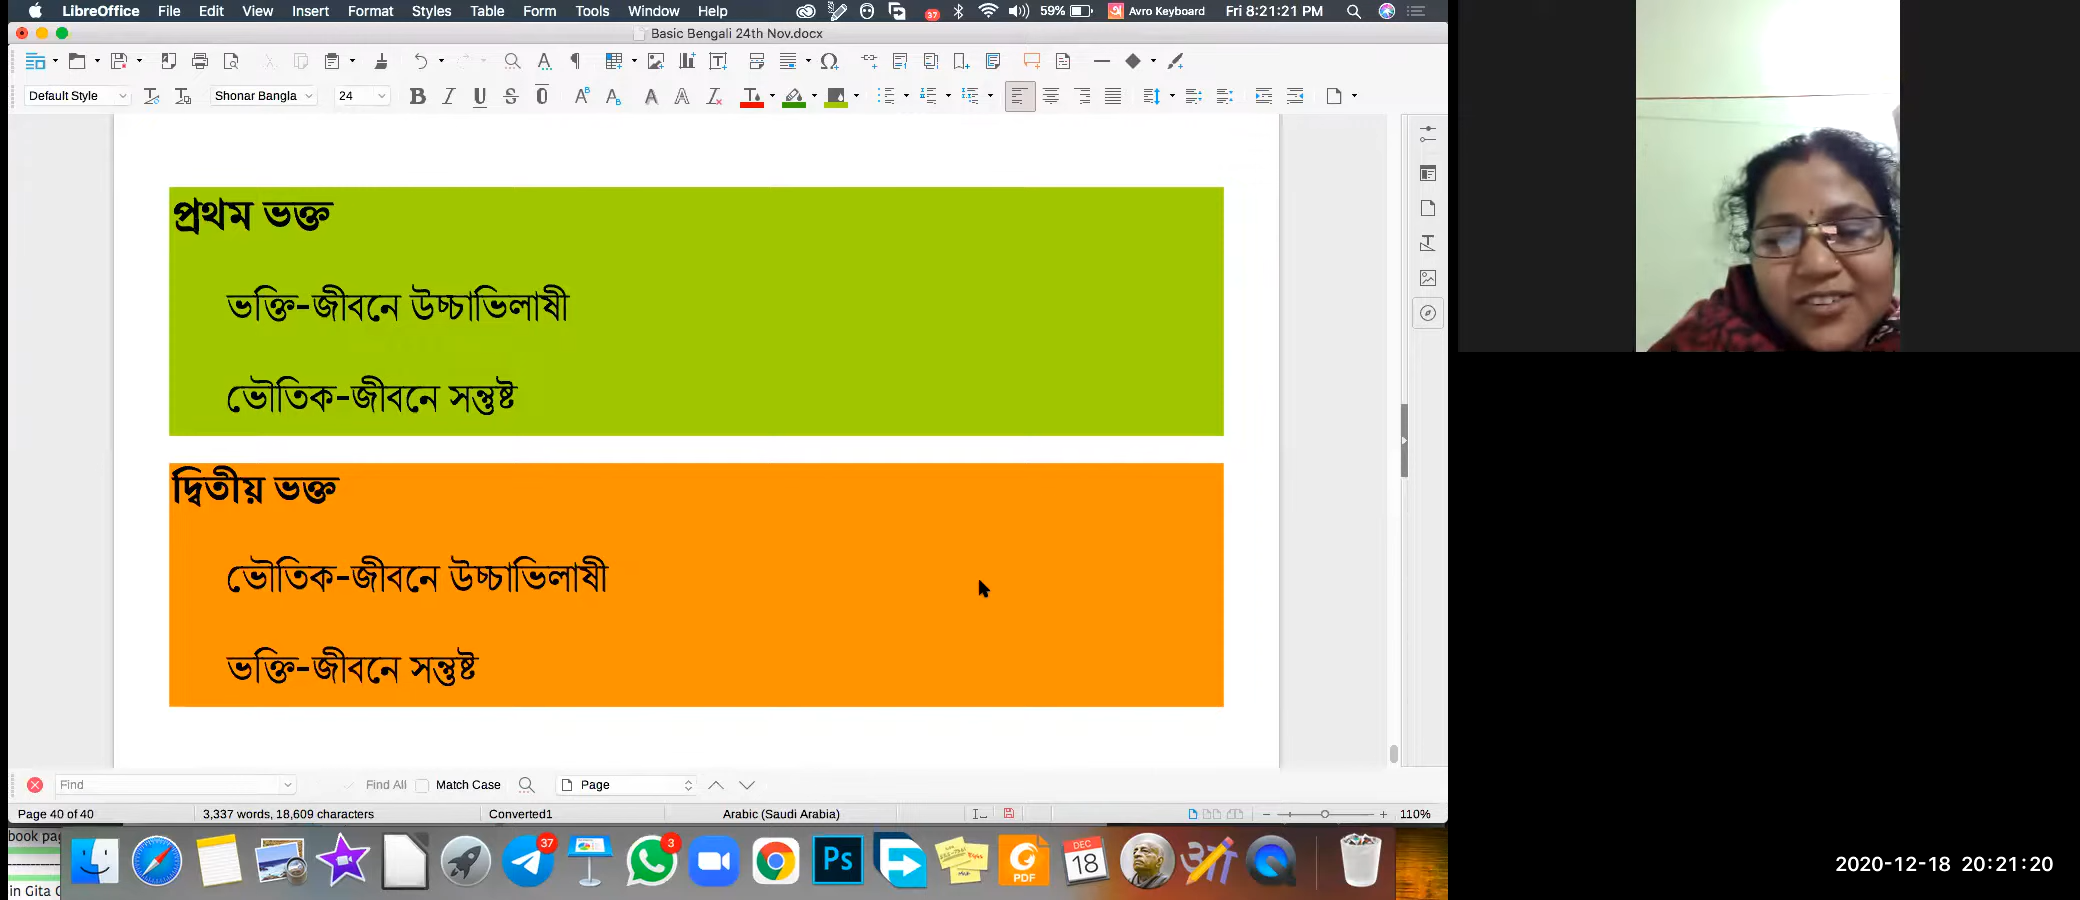 LibreOffice File Edit View Insert Format Styles Table Form Tools Window Help 37 59% Avro Keyboard Fri 8:21:21 PM
Basic Bengali 24th Nov.docx
Default Style Shonar Bangla 24
প্রথম ভক্ত
ভক্তি-জীবনে উচ্চাভিলাষী
ভৌতিক-জীবনে সন্তুষ্ট
দ্বিতীয় ভক্ত
ভৌতিক-জীবনে উচ্চাভিলাষী
ভক্তি-জীবনে সন্তুষ্ট
Find Find All Match Case Page
Page 40 of 40 3,337 words, 18,609 characters Converted1 Arabic (Saudi Arabia) 110%
book pag
in Gita G
37 3 Ps PDF DEC 18
2020-12-18 20:21:20